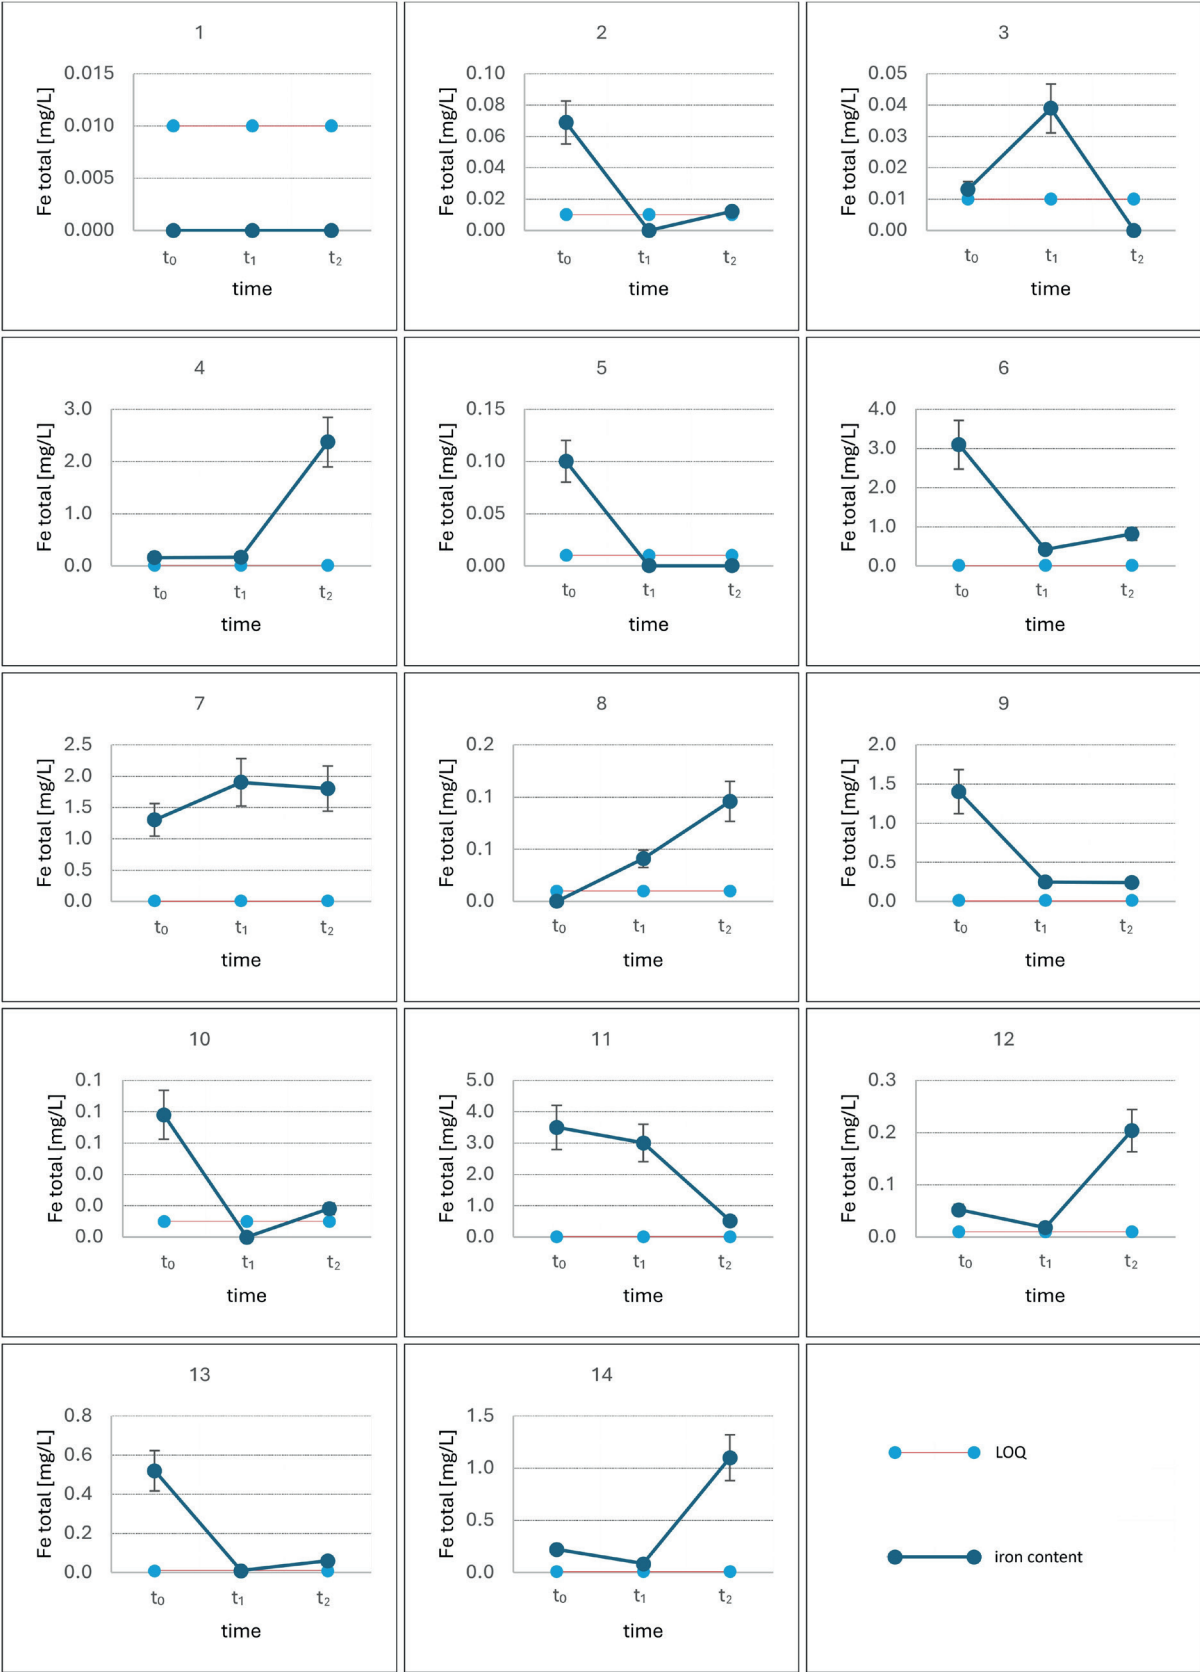 1
Fe total [mg/L]
0.015
0.010
0.005
0.000
t₀ t₁ t₂
time
2
Fe total [mg/L]
0.10
0.08
0.06
0.04
0.02
0.00
t₀ t₁ t₂
time
3
Fe total [mg/L]
0.05
0.04
0.03
0.02
0.01
0.00
t₀ t₁ t₂
time
4
Fe total [mg/L]
3.0
2.0
1.0
0.0
t₀ t₁ t₂
time
5
Fe total [mg/L]
0.15
0.10
0.05
0.00
t₀ t₁ t₂
time
6
Fe total [mg/L]
4.0
3.0
2.0
1.0
0.0
t₀ t₁ t₂
time
7
Fe total [mg/L]
2.5
2.0
1.5
1.0
0.5
0.0
t₀ t₁ t₂
time
8
Fe total [mg/L]
0.2
0.1
0.1
0.0
t₀ t₁ t₂
time
9
Fe total [mg/L]
2.0
1.5
1.0
0.5
0.0
t₀ t₁ t₂
time
10
Fe total [mg/L]
0.1
0.1
0.1
0.0
0.0
0.0
t₀ t₁ t₂
time
11
Fe total [mg/L]
5.0
4.0
3.0
2.0
1.0
0.0
t₀ t₁ t₂
time
12
Fe total [mg/L]
0.3
0.2
0.1
0.0
t₀ t₁ t₂
time
13
Fe total [mg/L]
0.8
0.6
0.4
0.2
0.0
t₀ t₁ t₂
time
14
Fe total [mg/L]
1.5
1.0
0.5
0.0
t₀ t₁ t₂
time
LOQ
iron content